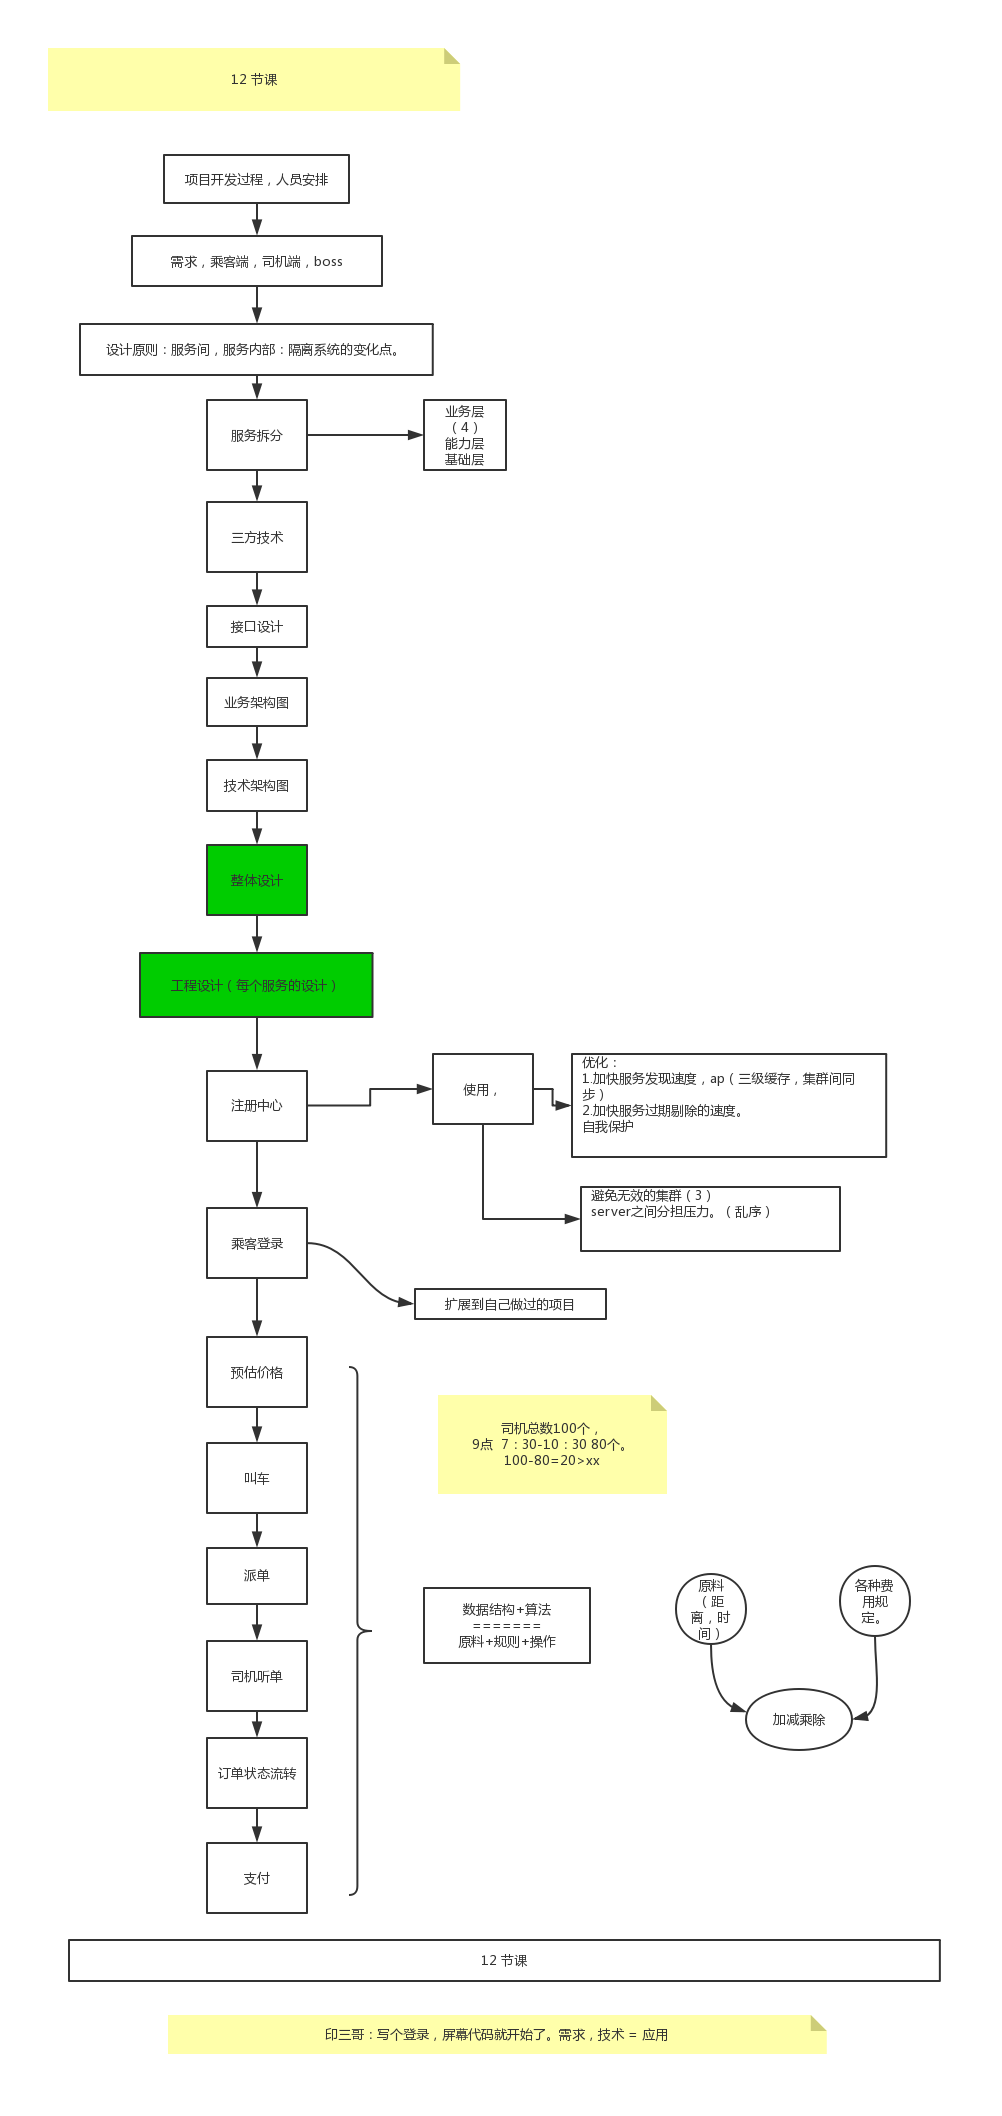 12 节课
项目开发过程，人员安排
需求，乘客端，司机端，boss
设计原则：服务间，服务内部：隔离系统的变化点。
服务拆分
业务层
（4）
能力层
基础层
三方技术
接口设计
业务架构图
技术架构图
整体设计
工程设计（每个服务的设计）
注册中心
使用，
优化：
1.加快服务发现速度，ap（三级缓存，集群间同
步）
2.加快服务过期剔除的速度。
自我保护
避免无效的集群（3）
server之间分担压力。（乱序）
乘客登录
扩展到自己做过的项目
预估价格
司机总数100个，
9点 7：30-10：30 80个。
100-80=20>xx
叫车
派单
数据结构+算法
=======
原料+规则+操作
原料
（距
离，时
间）
各种费
用规
定。
加减乘除
司机听单
订单状态流转
支付
12 节课
印三哥：写个登录，屏幕代码就开始了。需求，技术 = 应用